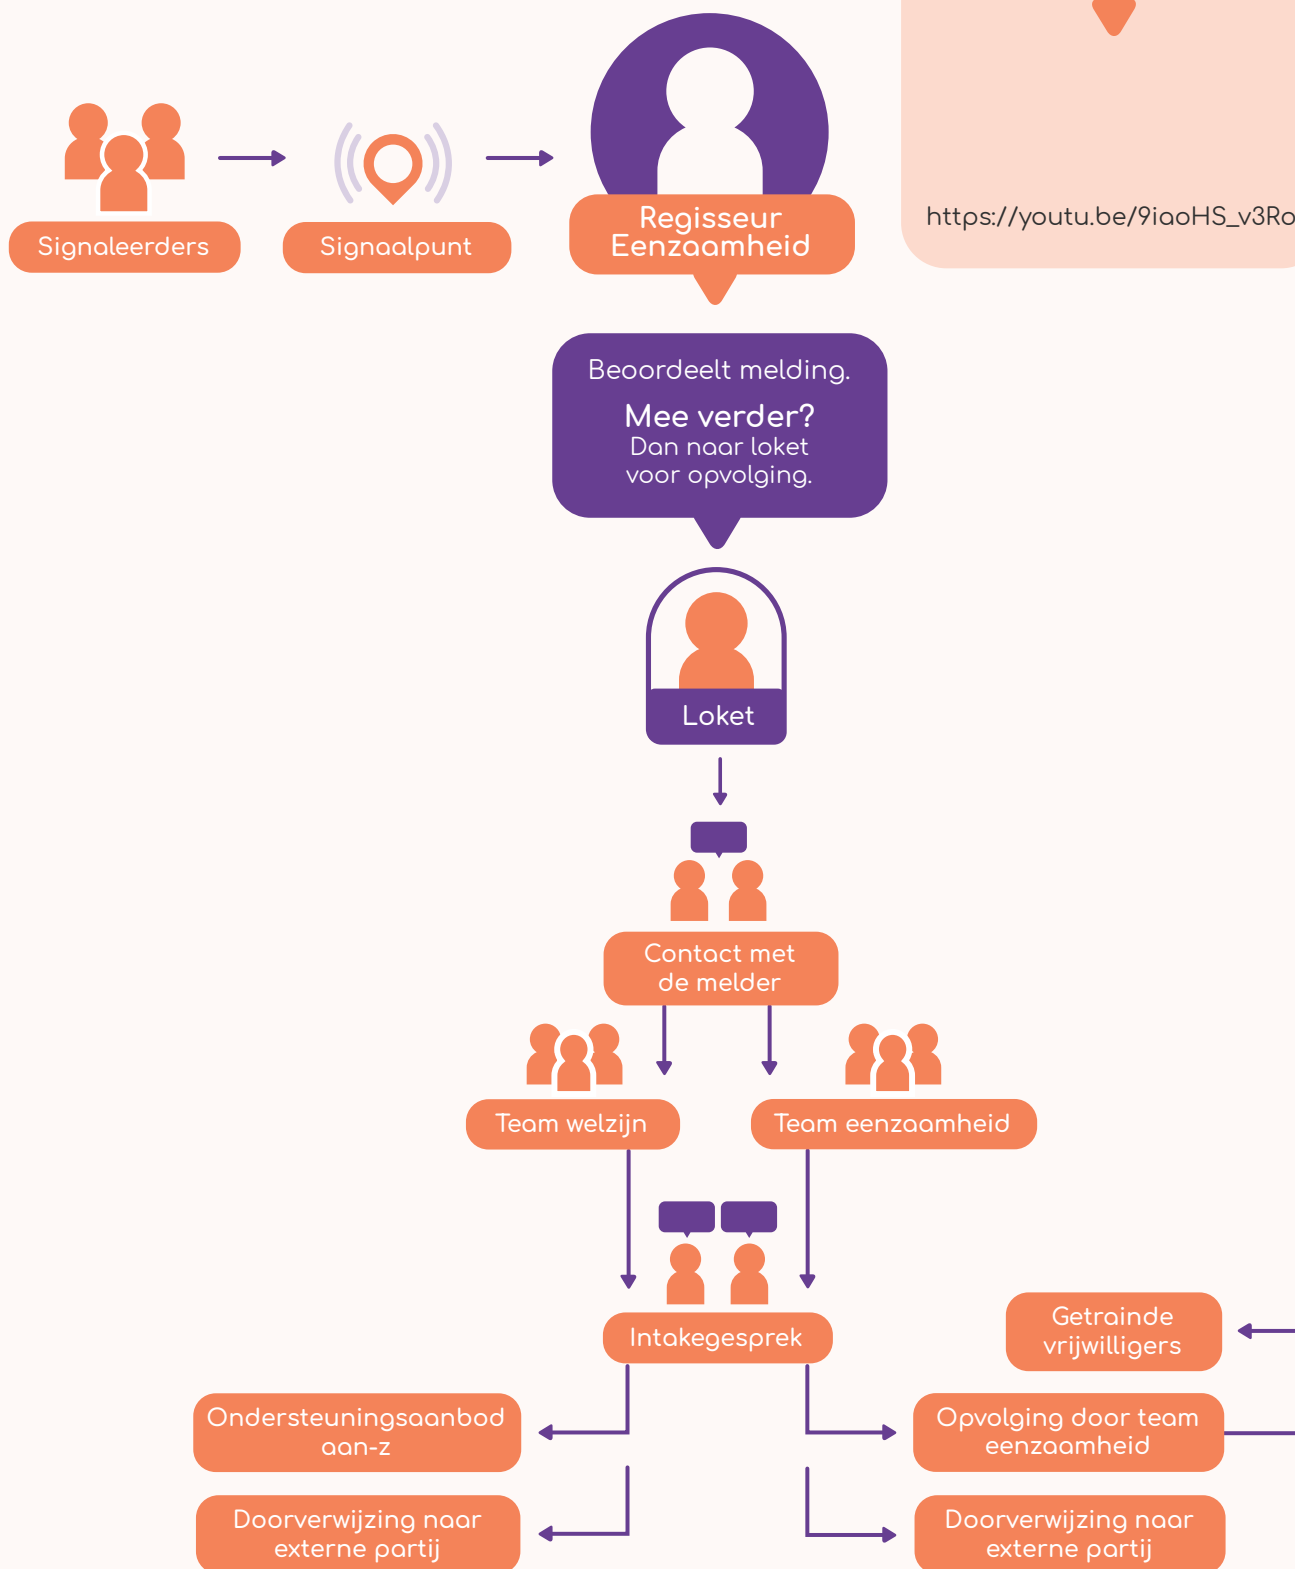 https://youtu.be/9iaoHS_v3Ro
Signaleerders
Signaalpunt
Regisseur
Eenzaamheid
Beoordeelt melding.
Mee verder?
Dan naar loket
voor opvolging.
Loket
Contact met
de melder
Team welzijn
Team eenzaamheid
Intakegesprek
Getrainde
vrijwilligers
Ondersteuningsaanbod
aan-z
Opvolging door team
eenzaamheid
Doorverwijzing naar
externe partij
Doorverwijzing naar
externe partij